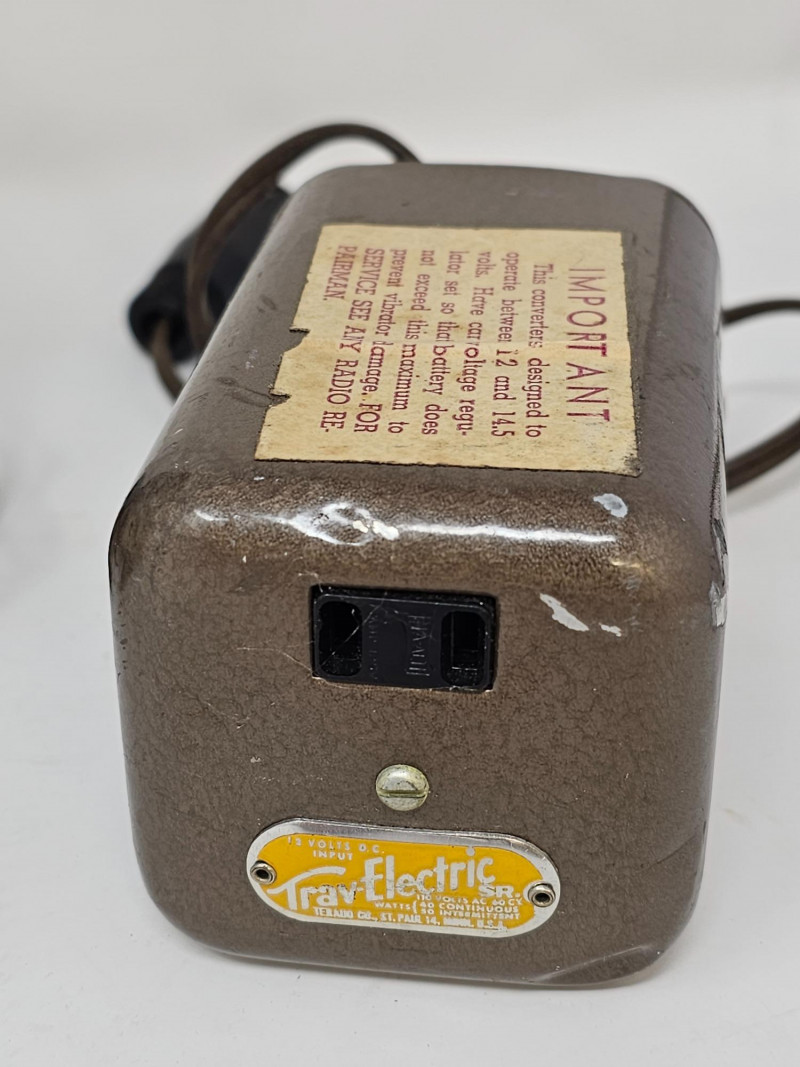 IMPORTANT
This converter is designed to
operate between 12 and 14.5
volts. Have car voltage regu-
lator set so that battery does
not exceed this maximum to
prevent vibrator damage. FOR
SERVICE SEE ANY RADIO RE-
PAIRMAN.
12 VOLTS D.C.
INPUT
Trav-Electric
SR.
110 VOLTS AC 60 CY.
WATTS { 40 CONTINUOUS
50 INTERMITTENT
TERADO CO., ST. PAUL 14, MINN. U.S.A.